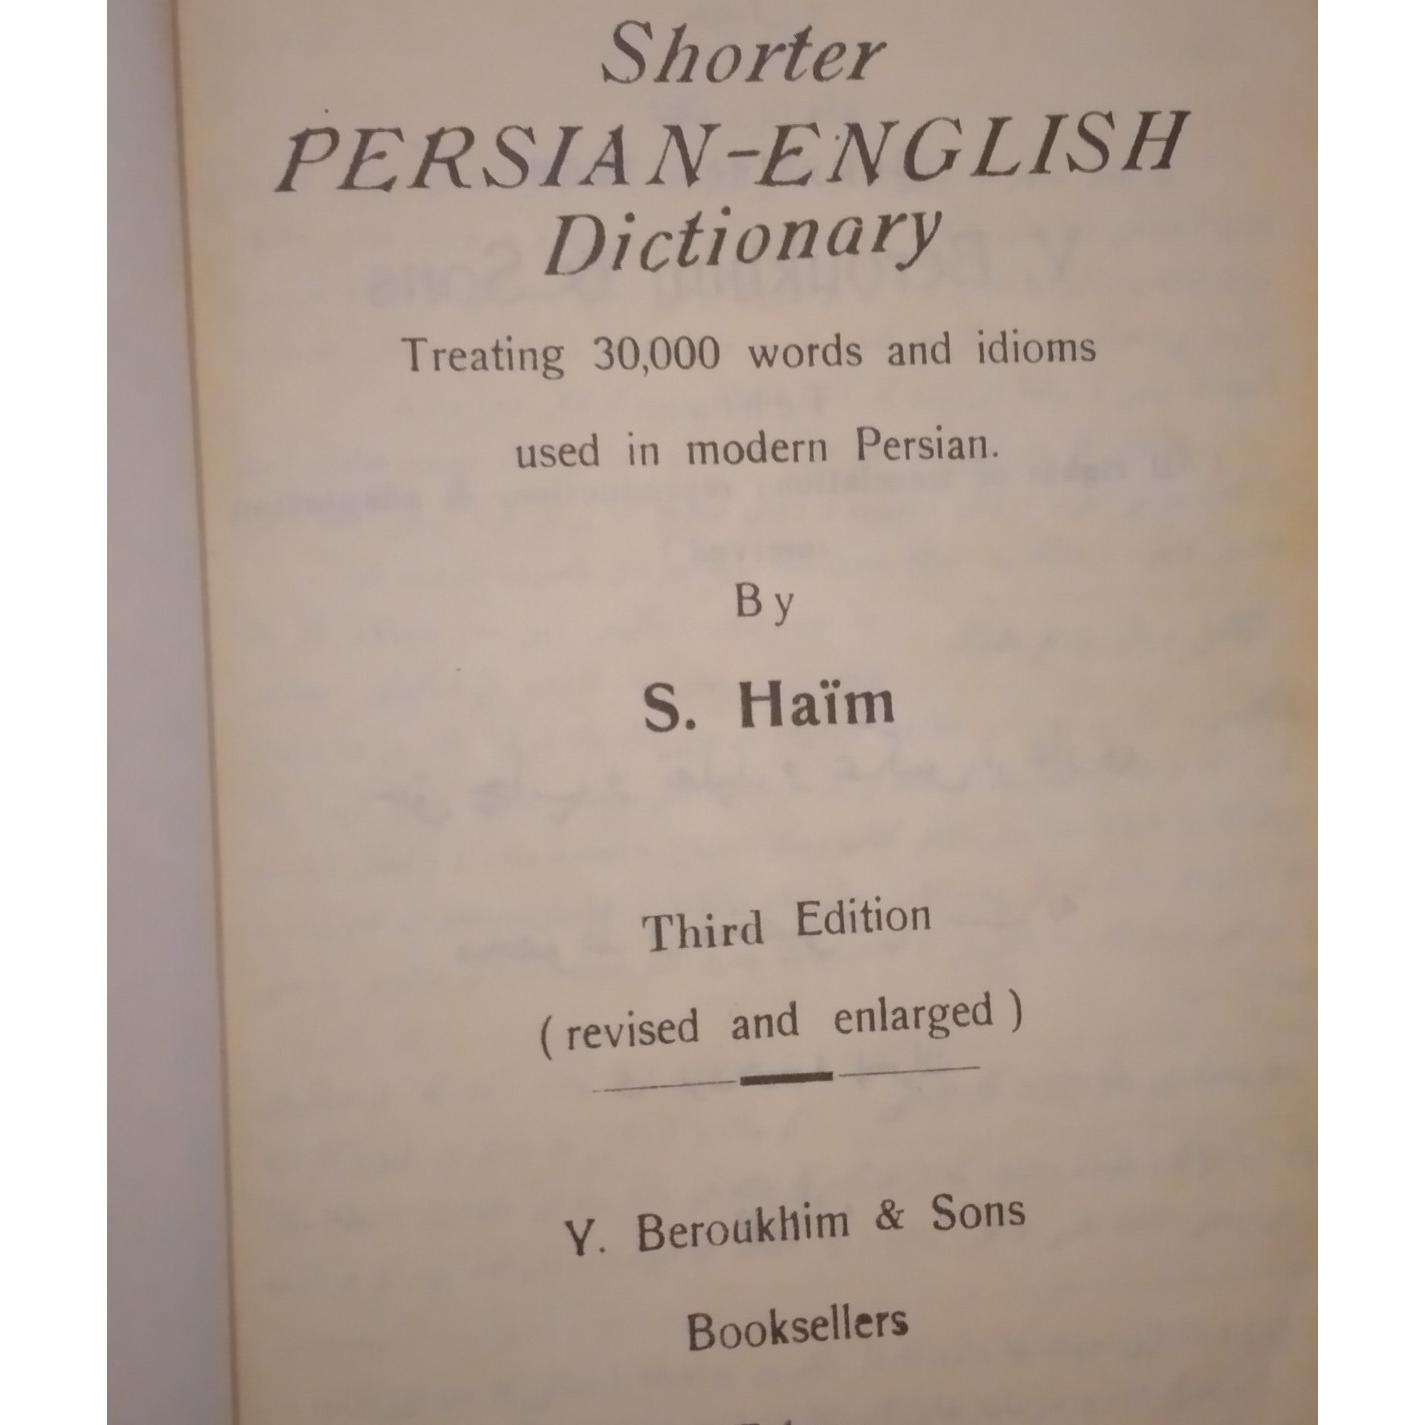 Shorter
PERSIAN-ENGLISH
Dictionary
Treating 30,000 words and idioms
used in modern Persian.
By
S. Haïm
Third Edition
(revised and enlarged)
Y. Beroukhim & Sons
Booksellers